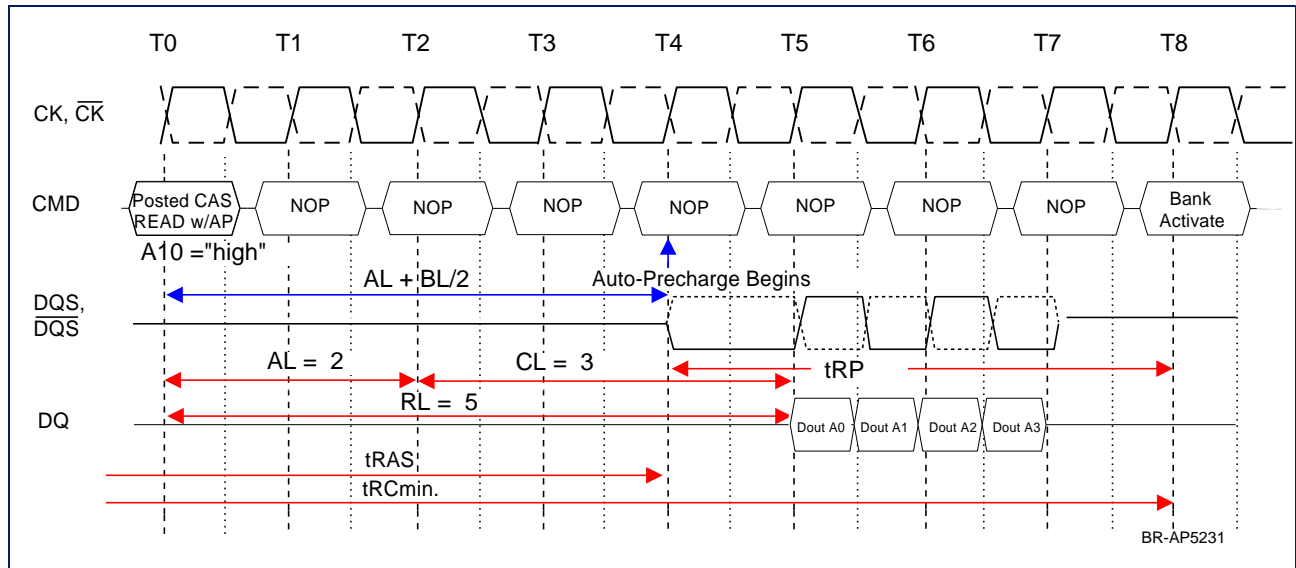 T0 T1 T2 T3 T4 T5 T6 T7 T8
CK, CK
CMD
Posted CAS
READ w/AP
NOP NOP NOP NOP NOP NOP NOP
Bank
Activate
A10 ="high"
AL + BL/2
Auto-Precharge Begins
DQS,
DQS
AL = 2
CL = 3
tRP
RL = 5
DQ
Dout A0 Dout A1 Dout A2 Dout A3
tRAS
tRCmin.
BR-AP5231